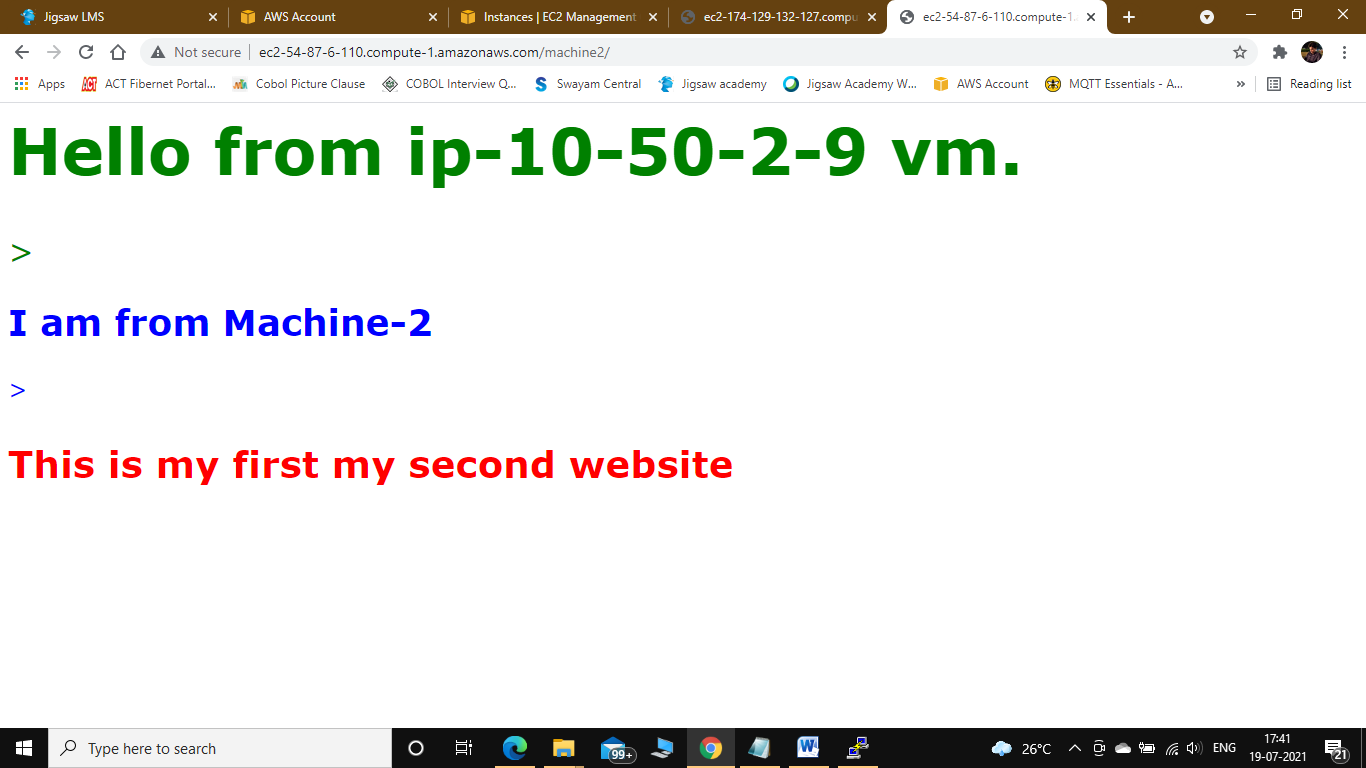 Jigsaw LMS
AWS Account
Instances | EC2 Management
ec2-174-129-132-127.compu
ec2-54-87-6-110.compute-1.
Not secure | ec2-54-87-6-110.compute-1.amazonaws.com/machine2/
Apps
ACT ACT Fibernet Portal...
Cobol Picture Clause
COBOL Interview Q...
Swayam Central
Jigsaw academy
Jigsaw Academy W...
AWS Account
MQTT Essentials - A...
»
Reading list
Hello from ip-10-50-2-9 vm.
>
I am from Machine-2
>
This is my first my second website
Type here to search
99+
26°C
ENG
17:41
19-07-2021
21